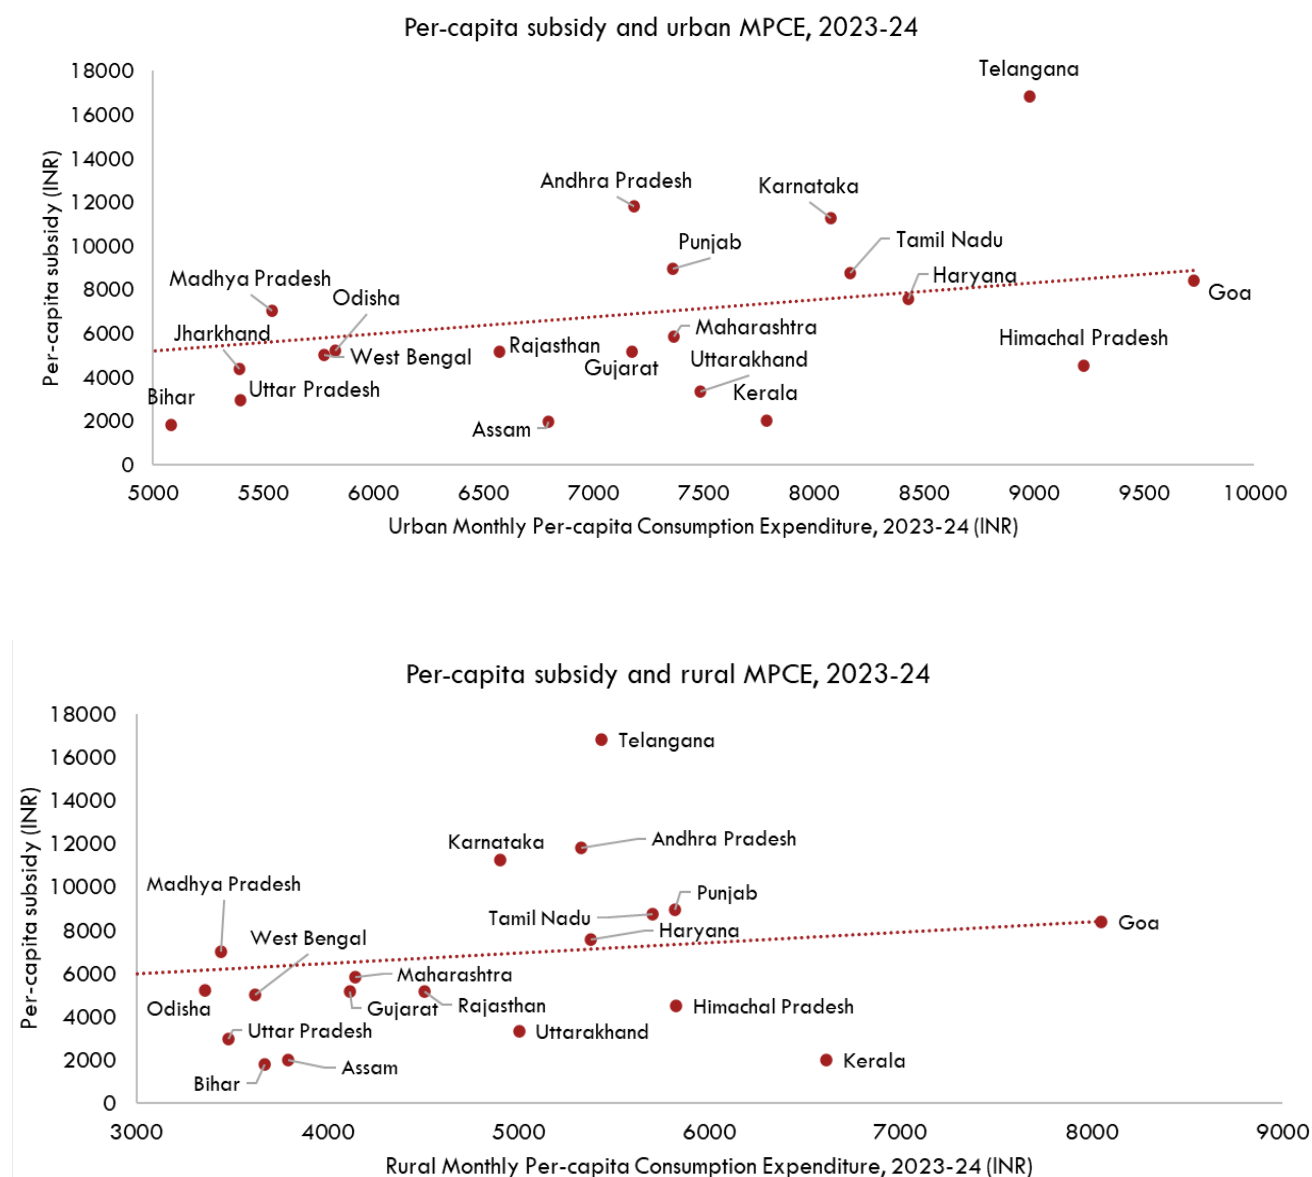 Per-capita subsidy and urban MPCE, 2023-24
Per-capita subsidy (INR)
18000
16000
14000
12000
10000
8000
6000
4000
2000
0
Telangana
Andhra Pradesh
Karnataka
Punjab
Tamil Nadu
Madhya Pradesh
Haryana
Odisha
Goa
Jharkhand
Maharashtra
West Bengal
Rajasthan
Himachal Pradesh
Gujarat
Uttarakhand
Bihar
Uttar Pradesh
Kerala
Assam
5000 5500 6000 6500 7000 7500 8000 8500 9000 9500 10000
Urban Monthly Per-capita Consumption Expenditure, 2023-24 (INR)
Per-capita subsidy and rural MPCE, 2023-24
Per-capita subsidy (INR)
18000
16000
14000
12000
10000
8000
6000
4000
2000
0
Telangana
Karnataka
Andhra Pradesh
Madhya Pradesh
Punjab
Tamil Nadu
Goa
Haryana
West Bengal
Maharashtra
Odisha
Gujarat
Rajasthan
Himachal Pradesh
Uttar Pradesh
Uttarakhand
Kerala
Assam
Bihar
3000 4000 5000 6000 7000 8000 9000
Rural Monthly Per-capita Consumption Expenditure, 2023-24 (INR)